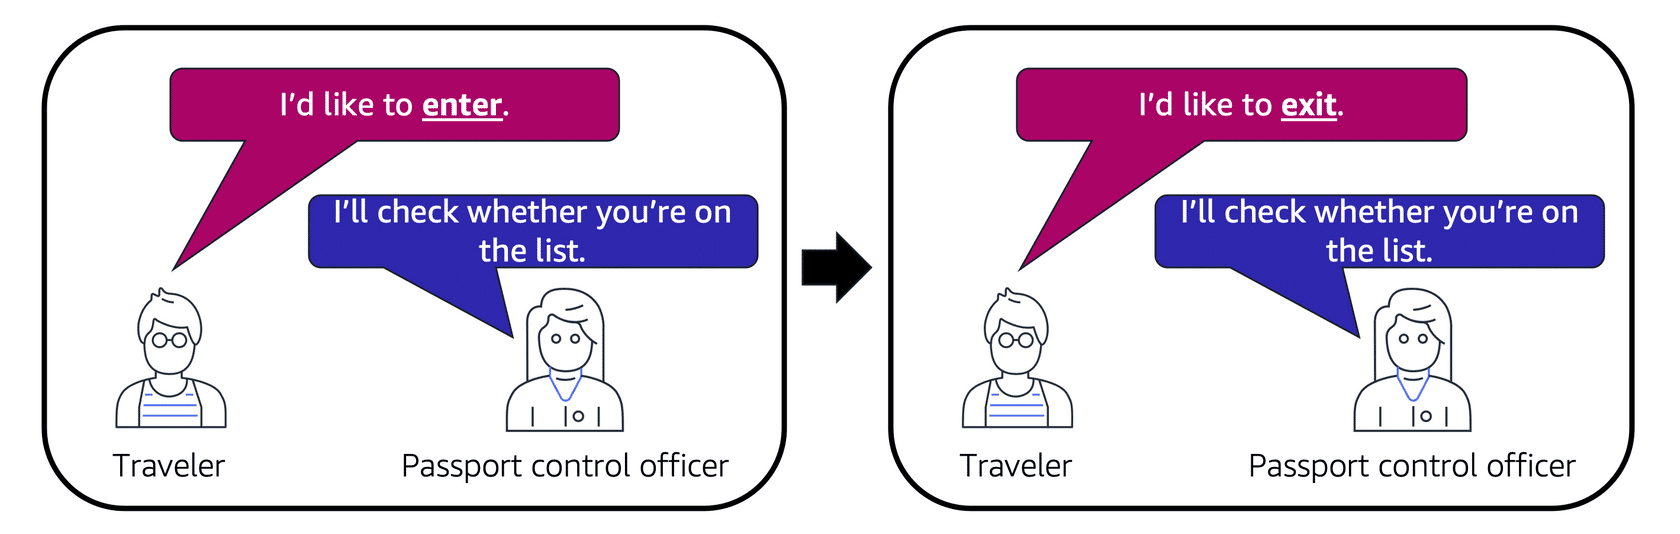 I’d like to enter.
I’ll check whether you’re on
the list.
Traveler
Passport control officer
I’d like to exit.
I’ll check whether you’re on
the list.
Traveler
Passport control officer